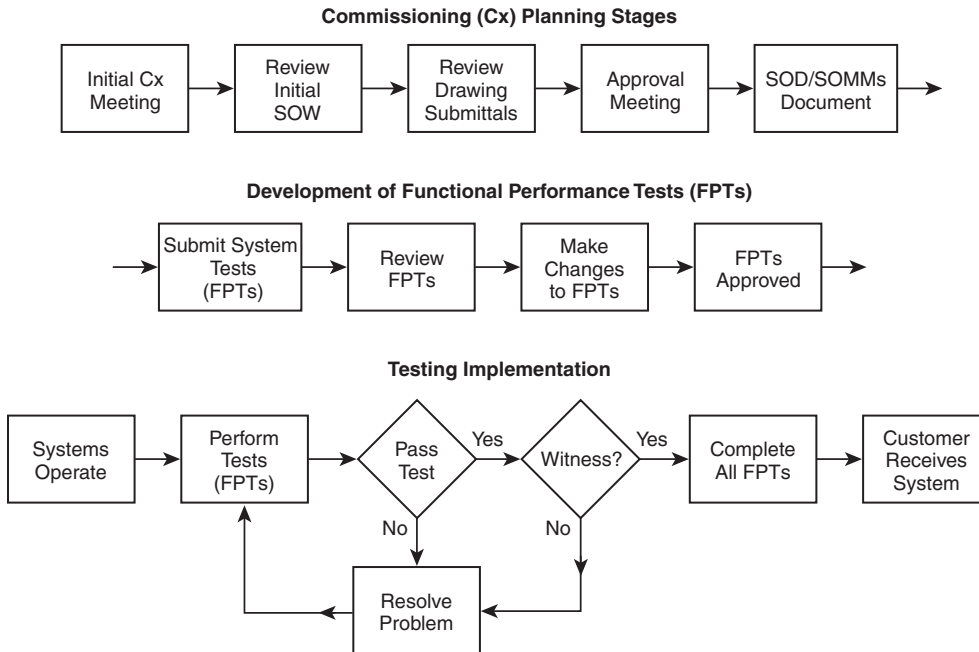 Commissioning (Cx) Planning Stages
Initial Cx
Meeting
Review
Initial
SOW
Review
Drawing
Submittals
Approval
Meeting
SOD/SOMMs
Document
Development of Functional Performance Tests (FPTs)
Submit System
Tests
(FPTs)
Review
FPTs
Make
Changes
to FPTs
FPTs
Approved
Testing Implementation
Systems
Operate
Perform
Tests
(FPTs)
Pass
Test
Yes
Witness?
Yes
Complete
All FPTs
Customer
Receives
System
No
No
Resolve
Problem